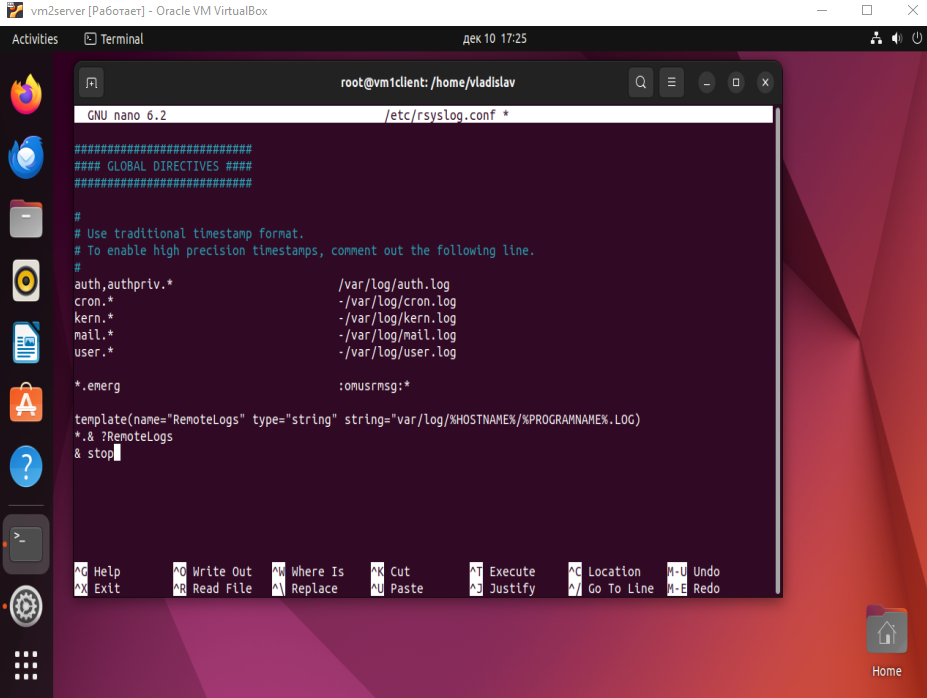 vm2server [Работает] - Oracle VM VirtualBox
Activities Terminal дек 10 17:25
root@vm1client: /home/vladislav
GNU nano 6.2 /etc/rsyslog.conf *
###########################
#### GLOBAL DIRECTIVES ####
###########################
#
# Use traditional timestamp format.
# To enable high precision timestamps, comment out the following line.
#
auth,authpriv.* /var/log/auth.log
cron.* -/var/log/cron.log
kern.* -/var/log/kern.log
mail.* -/var/log/mail.log
user.* -/var/log/user.log
*.emerg :omusrmsg:*
template(name="RemoteLogs" type="string" string="var/log/%HOSTNAME%/%PROGRAMNAME%.LOG)
*.& ?RemoteLogs
& stop
^G Help ^O Write Out ^W Where Is ^K Cut ^T Execute ^C Location M-U Undo
^X Exit ^R Read File ^\ Replace ^U Paste ^J Justify ^/ Go To Line M-E Redo
Home